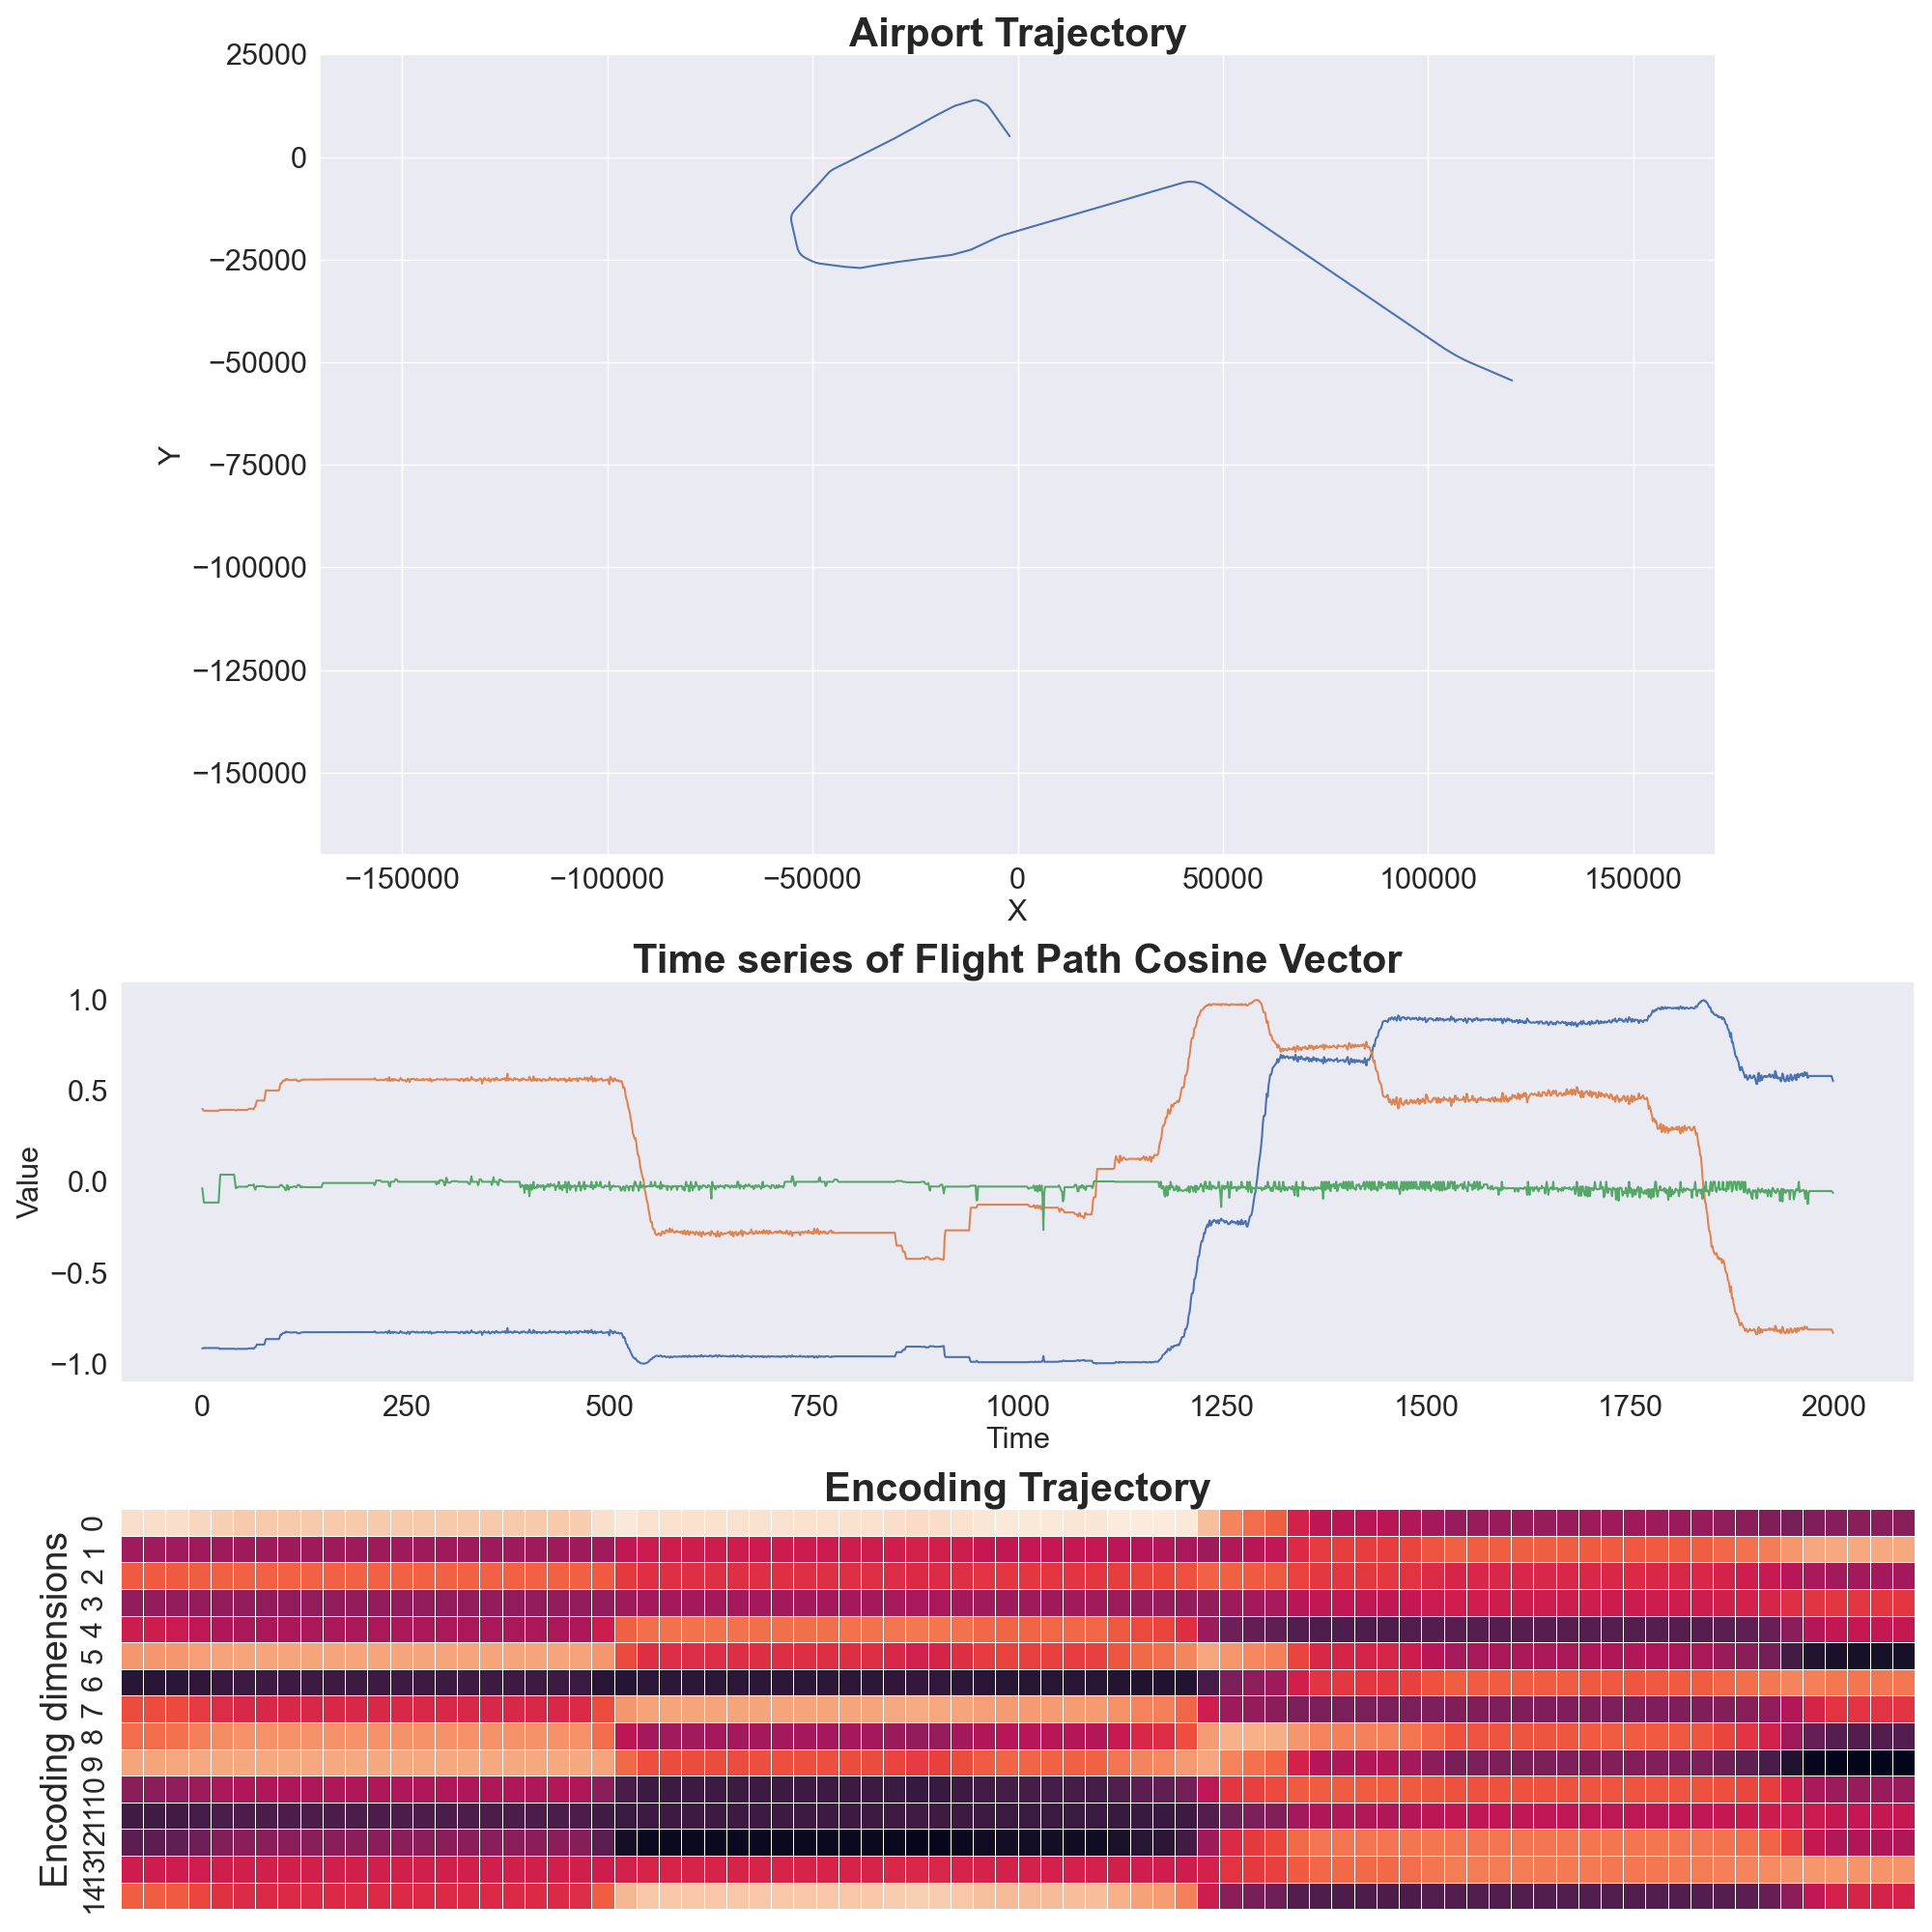 Airport Trajectory
25000
0
−25000
−50000
−75000
−100000
−125000
−150000
Y
−150000 −100000 −50000 0 50000 100000 150000
X
Time series of Flight Path Cosine Vector
1.0
0.5
0.0
−0.5
−1.0
Value
0 250 500 750 1000 1250 1500 1750 2000
Time
Encoding Trajectory
Encoding dimensions
0
1
2
3
4
5
6
7
8
9
10
11
12
13
14